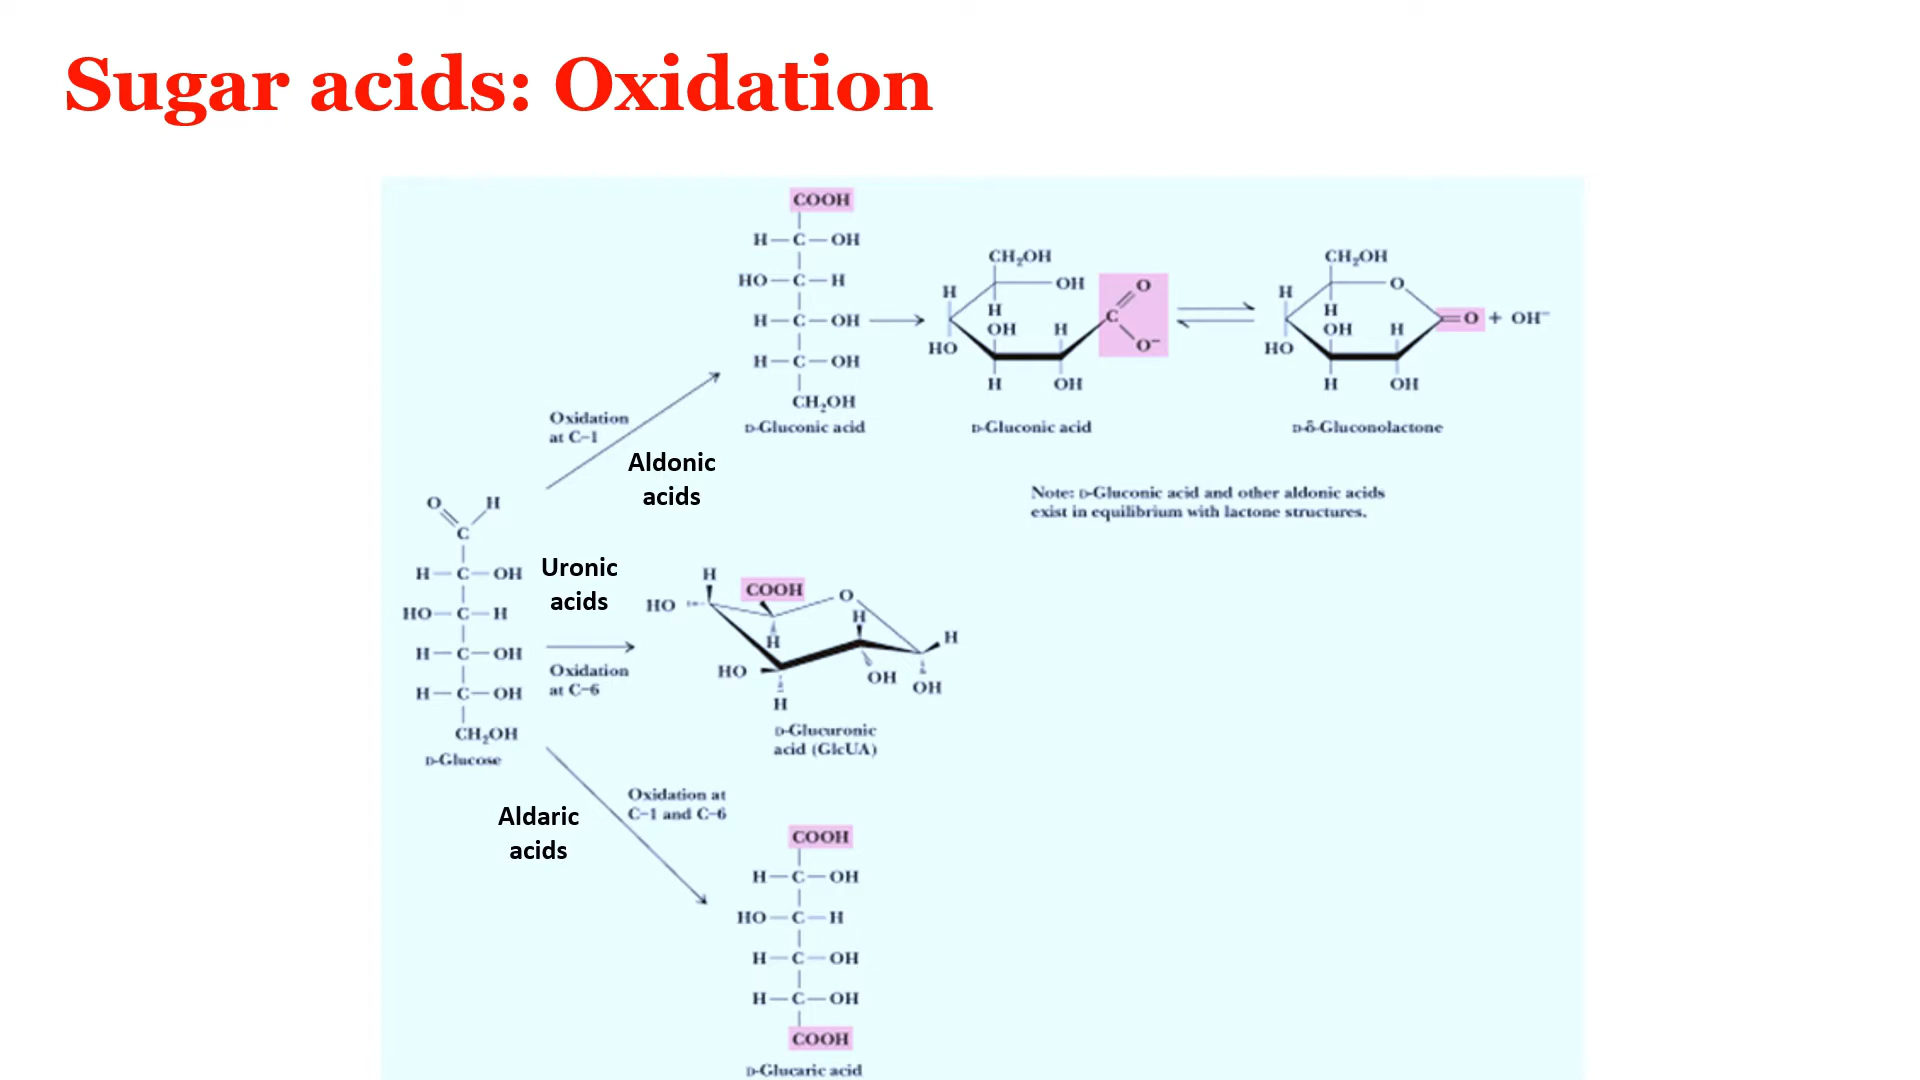 Sugar acids: Oxidation
COOH
H—C—OH
HO—C—H
H—C—OH
H—C—OH
CH₂OH
D-Gluconic acid
CH₂OH
H
OH
H
OH
H
HO
H
OH
C
O
O⁻
D-Gluconic acid
CH₂OH
H
O
H
OH
H
HO
H
OH
=O + OH⁻
D-δ-Gluconolactone
Oxidation
at C-1
Aldonic
acids
Note: D-Gluconic acid and other aldonic acids
exist in equilibrium with lactone structures.
O H
C
H—C—OH
HO—C—H
H—C—OH
H—C—OH
CH₂OH
D-Glucose
Uronic
acids
Oxidation
at C-6
H
COOH
HO
O
H
H
H
HO
OH
OH
H
D-Glucuronic
acid (GlcUA)
Aldaric
acids
Oxidation at
C-1 and C-6
COOH
H—C—OH
HO—C—H
H—C—OH
H—C—OH
COOH
D-Glucaric acid